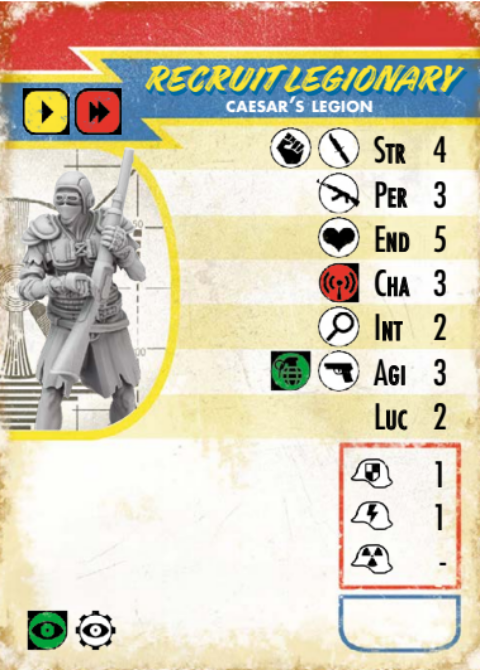 RECRUIT LEGIONARY
CAESAR'S LEGION
STR 4
PER 3
END 5
CHA 3
INT 2
AGI 3
LUC 2
1
1
-